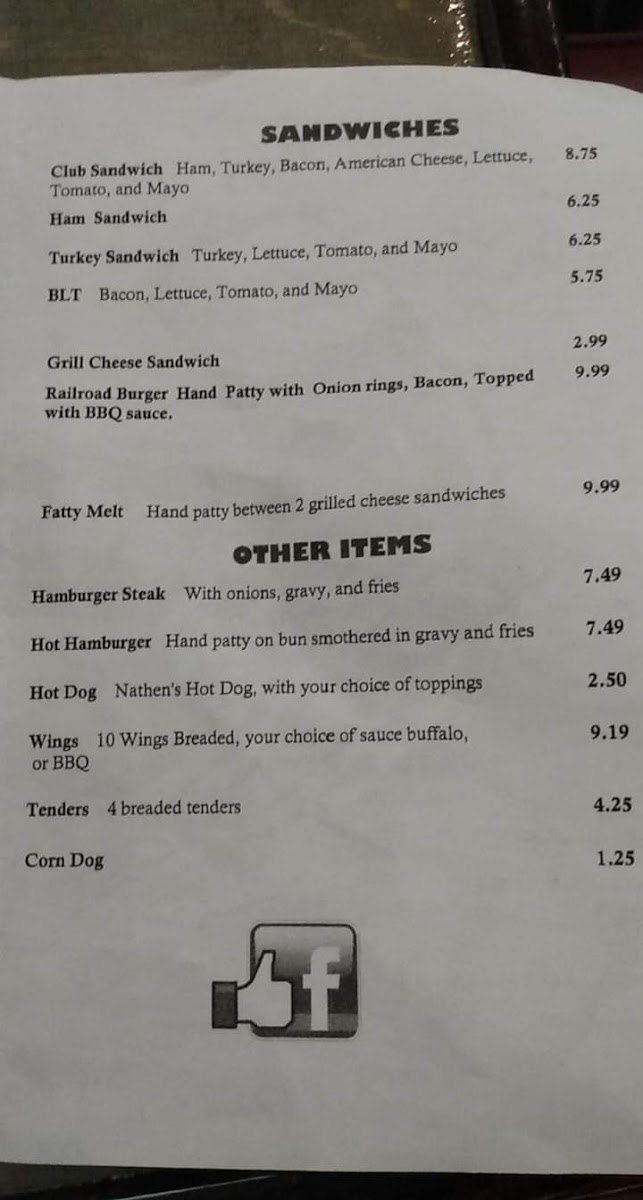 SANDWICHES
Club Sandwich Ham, Turkey, Bacon, American Cheese, Lettuce, 8.75
Tomato, and Mayo
Ham Sandwich 6.25
Turkey Sandwich Turkey, Lettuce, Tomato, and Mayo 6.25
BLT Bacon, Lettuce, Tomato, and Mayo 5.75
Grill Cheese Sandwich 2.99
Railroad Burger Hand Patty with Onion rings, Bacon, Topped 9.99
with BBQ sauce.
Fatty Melt Hand patty between 2 grilled cheese sandwiches 9.99
OTHER ITEMS
Hamburger Steak With onions, gravy, and fries 7.49
Hot Hamburger Hand patty on bun smothered in gravy and fries 7.49
Hot Dog Nathen's Hot Dog, with your choice of toppings 2.50
Wings 10 Wings Breaded, your choice of sauce buffalo, 9.19
or BBQ
Tenders 4 breaded tenders 4.25
Corn Dog 1.25
f